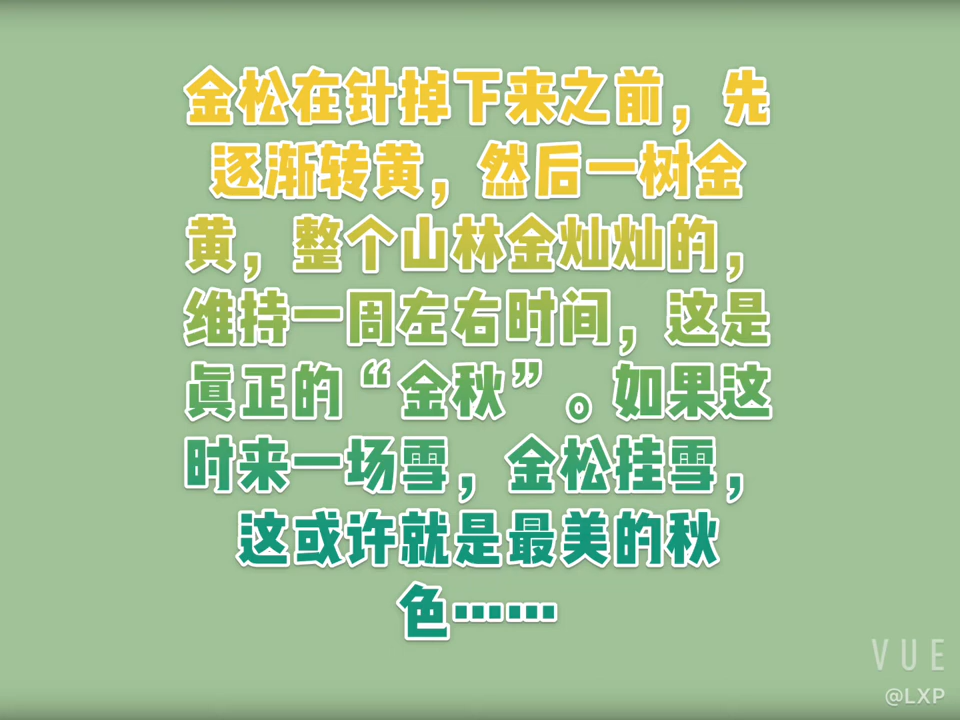 金松在针掉下来之前，先
逐渐转黄，然后一树金
黄，整个山林金灿灿的，
维持一周左右时间，这是
真正的“金秋”。如果这
时来一场雪，金松挂雪，
这或许就是最美的秋
色……
VUE
@LXP